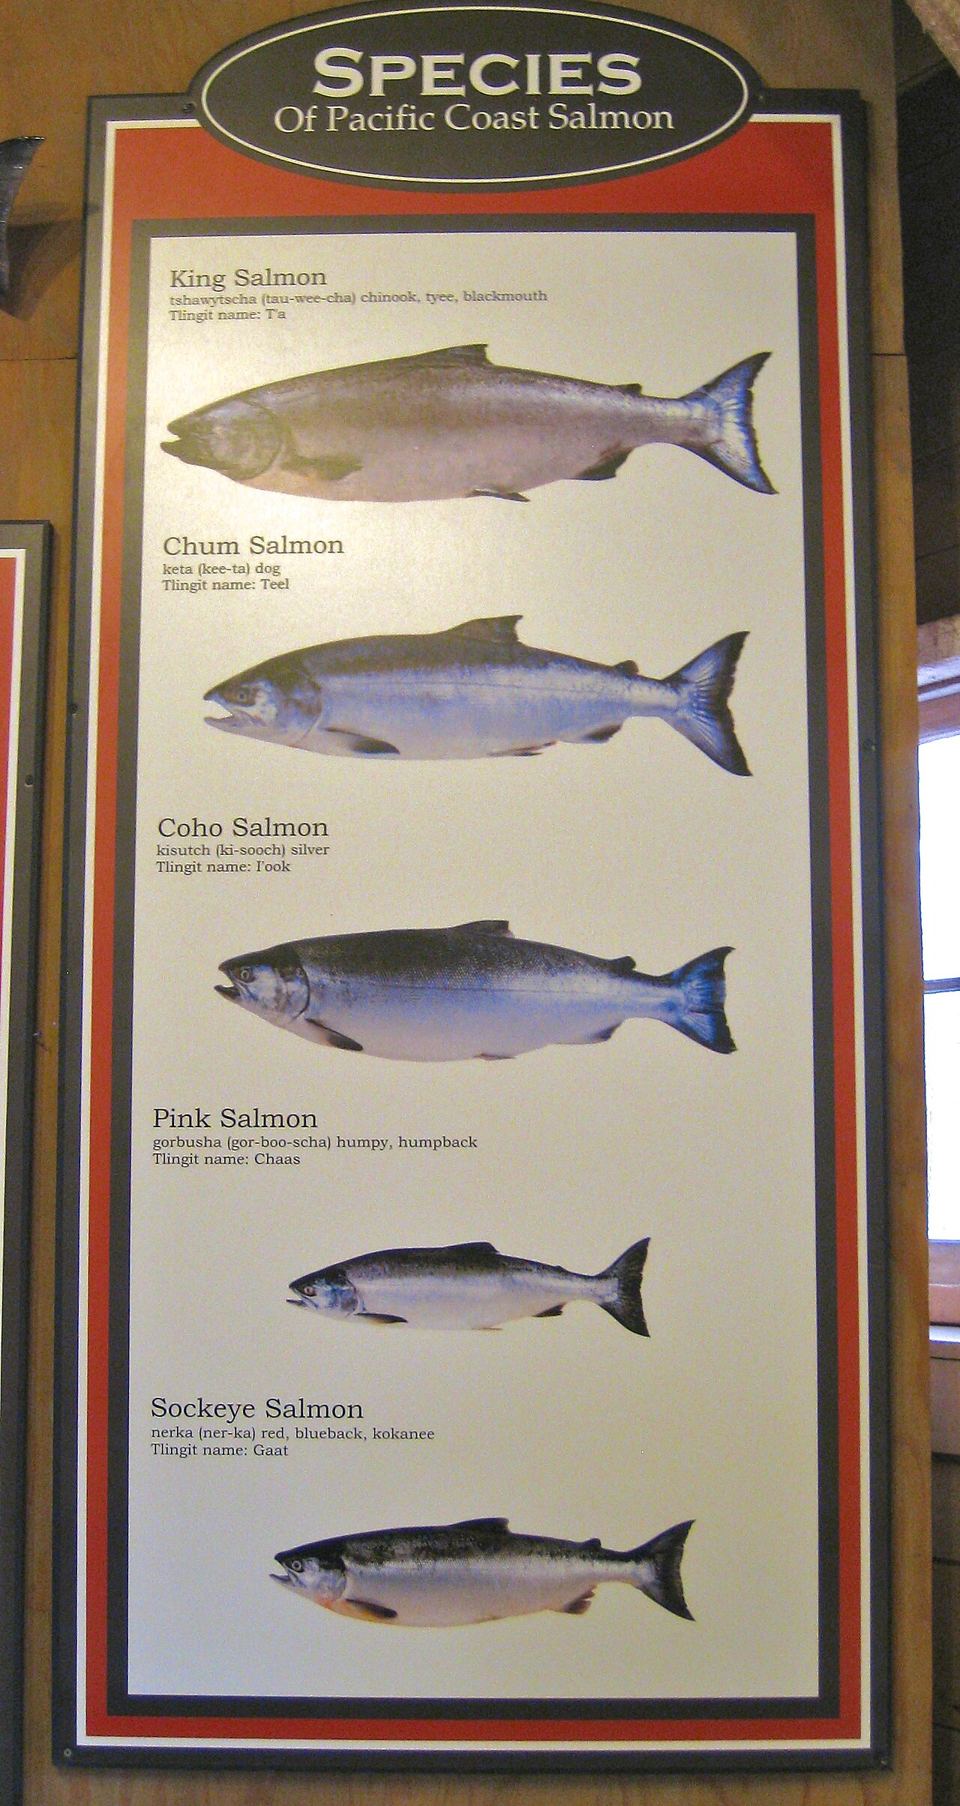 SPECIES
Of Pacific Coast Salmon
King Salmon
tshawytscha (tau-wee-cha) chinook, tyee, blackmouth
Tlingit name: T'a
Chum Salmon
keta (kee-ta) dog
Tlingit name: Teel
Coho Salmon
kisutch (ki-sooch) silver
Tlingit name: l'ook
Pink Salmon
gorbusha (gor-boo-scha) humpy, humpback
Tlingit name: Chaas
Sockeye Salmon
nerka (ner-ka) red, blueback, kokanee
Tlingit name: Gaat